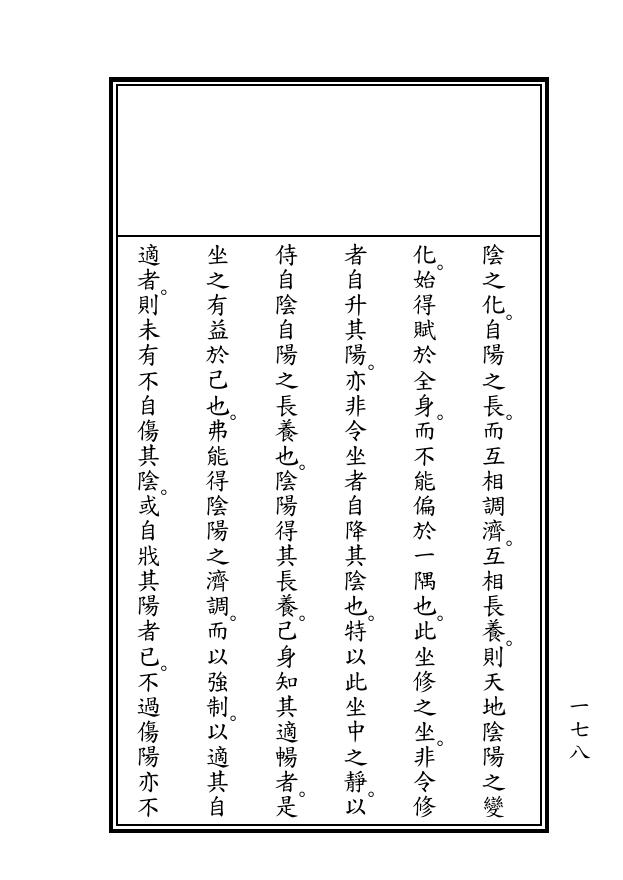 陰之化。自陽之長。而互相調濟。互相長養。則天地陰陽之變
化。始得賦於全身。而不能偏於一隅也。此坐修之坐。非令修
者自升其陽。亦非令坐者自降其陰也。特以此坐中之靜。以
侍自陰自陽之長養也。陰陽得其長養。己身知其適暢者。是
坐之有益於己也。弗能得陰陽之濟調。而以強制。以適其自
適者。則未有不自傷其陰。或自戕其陽者已。不過傷陽亦不
一七八